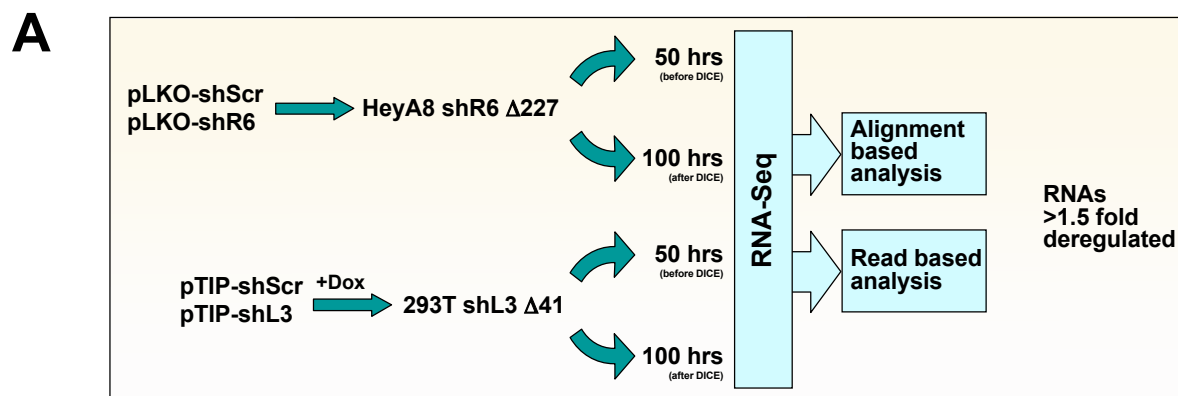 A
pLKO-shScr
pLKO-shR6
HeyA8 shR6 Δ227
50 hrs
(before DICE)
100 hrs
(after DICE)
pTIP-shScr
pTIP-shL3
+Dox
293T shL3 Δ41
50 hrs
(before DICE)
100 hrs
(after DICE)
RNA-Seq
Alignment
based
analysis
Read based
analysis
RNAs
>1.5 fold
deregulated